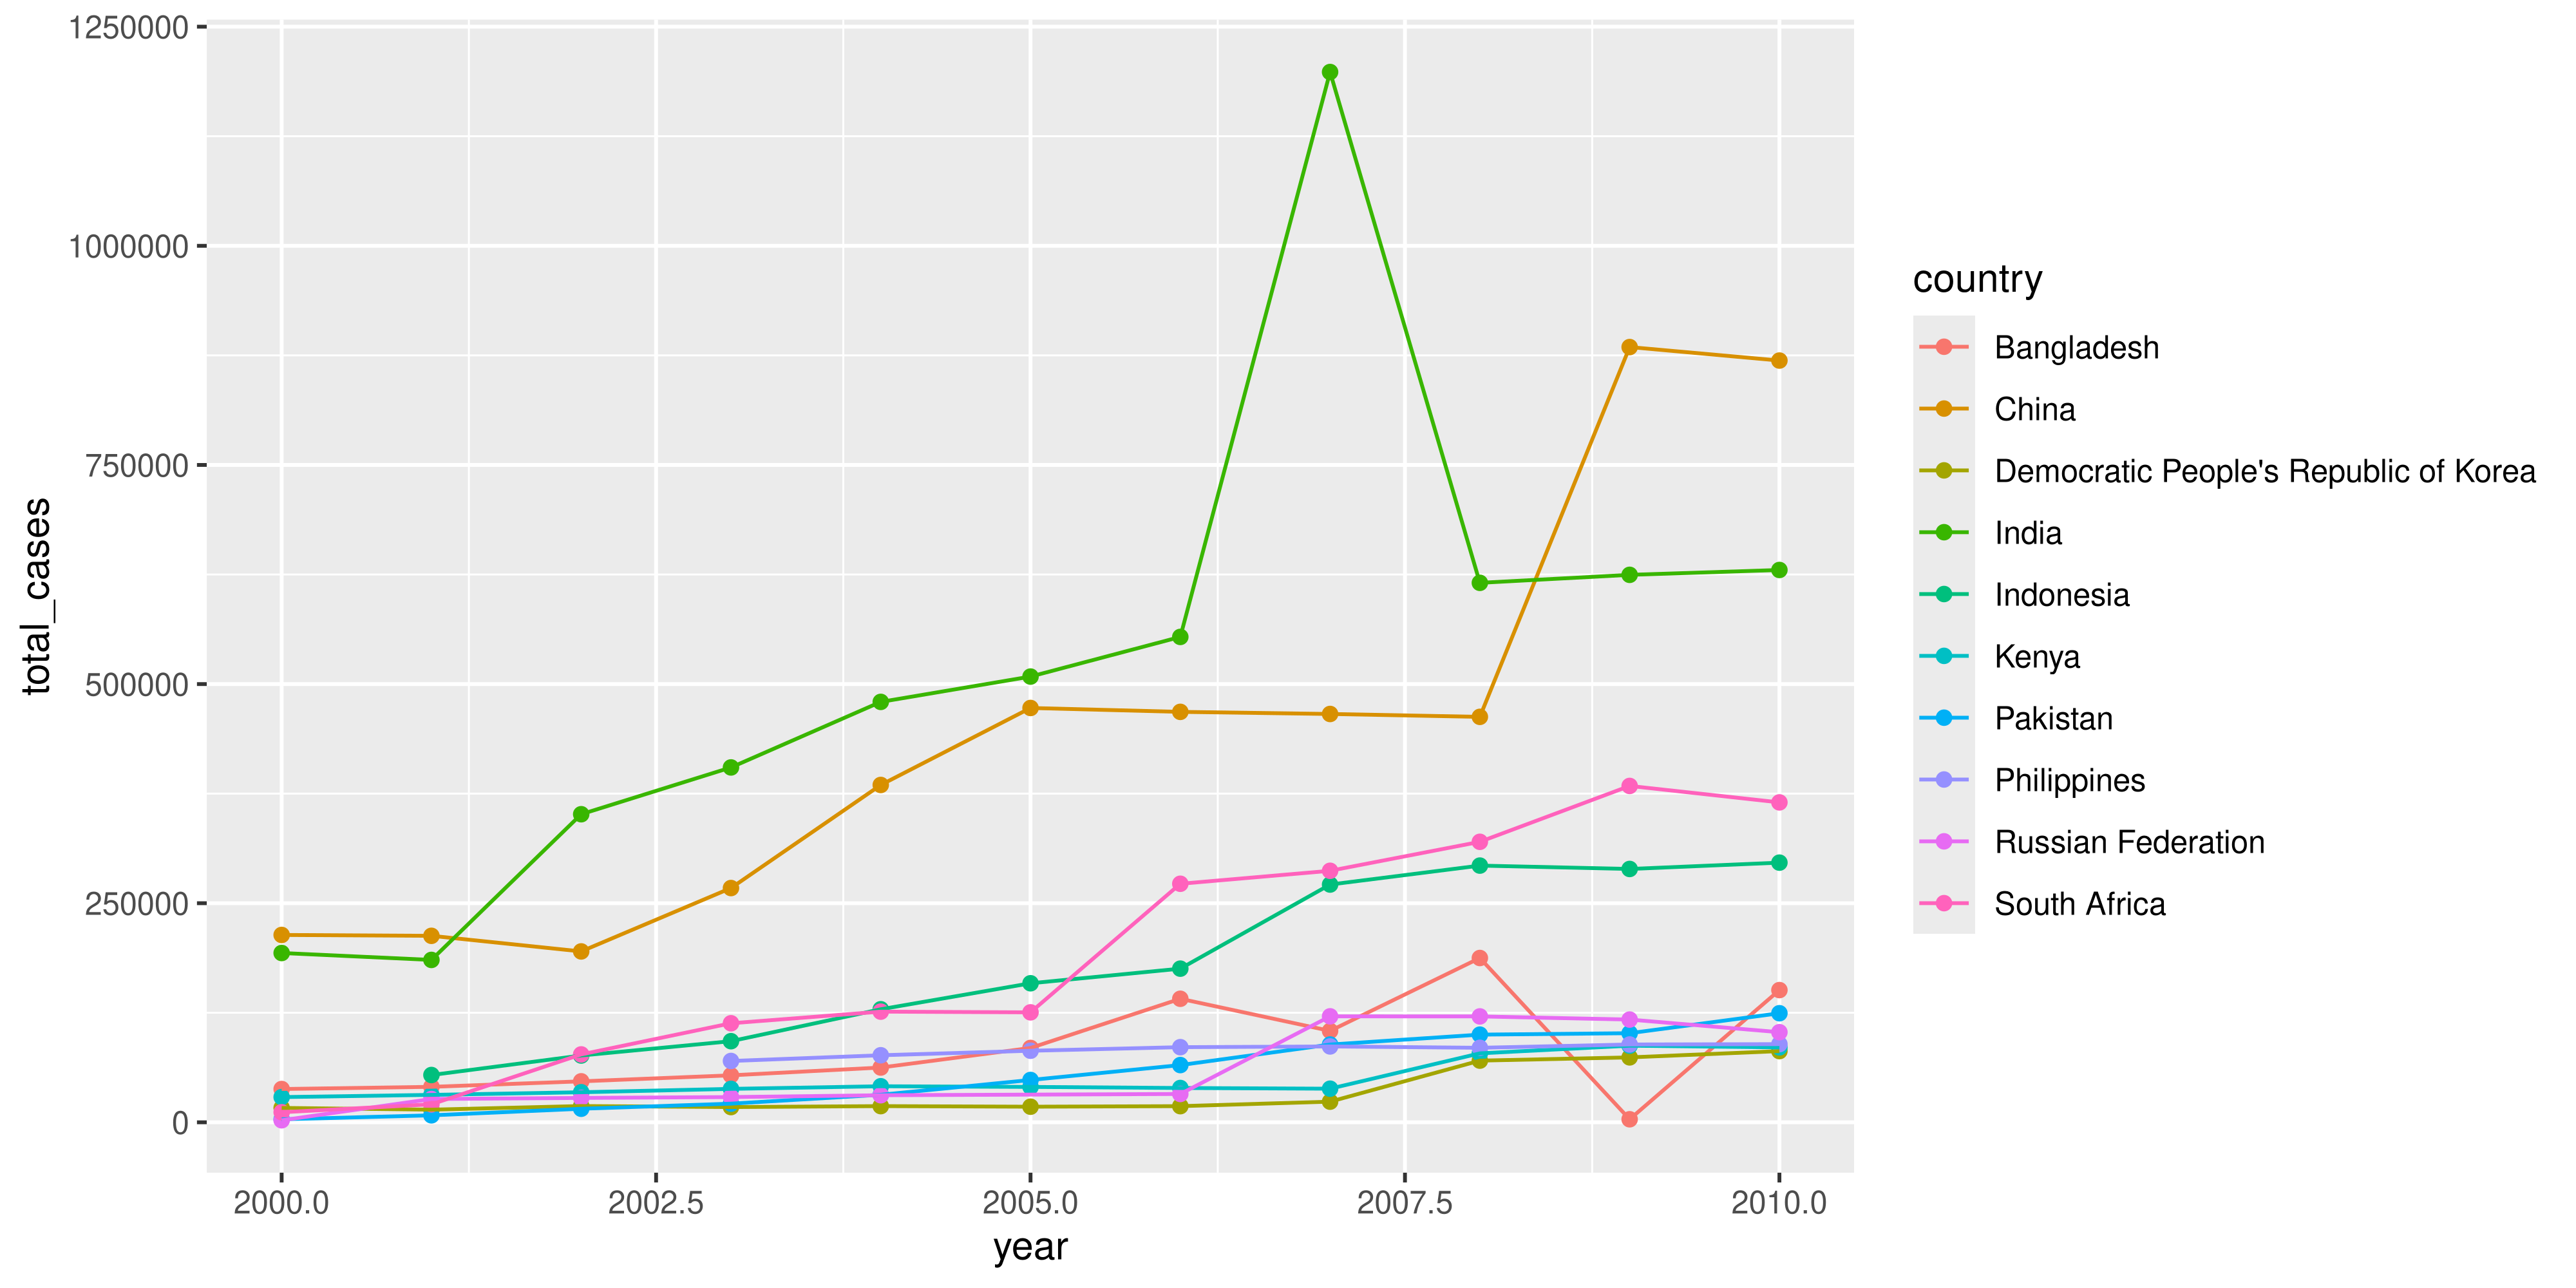 1250000
1000000
750000
500000
250000
0
total_cases
2000.0 2002.5 2005.0 2007.5 2010.0
year
country
Bangladesh
China
Democratic People's Republic of Korea
India
Indonesia
Kenya
Pakistan
Philippines
Russian Federation
South Africa